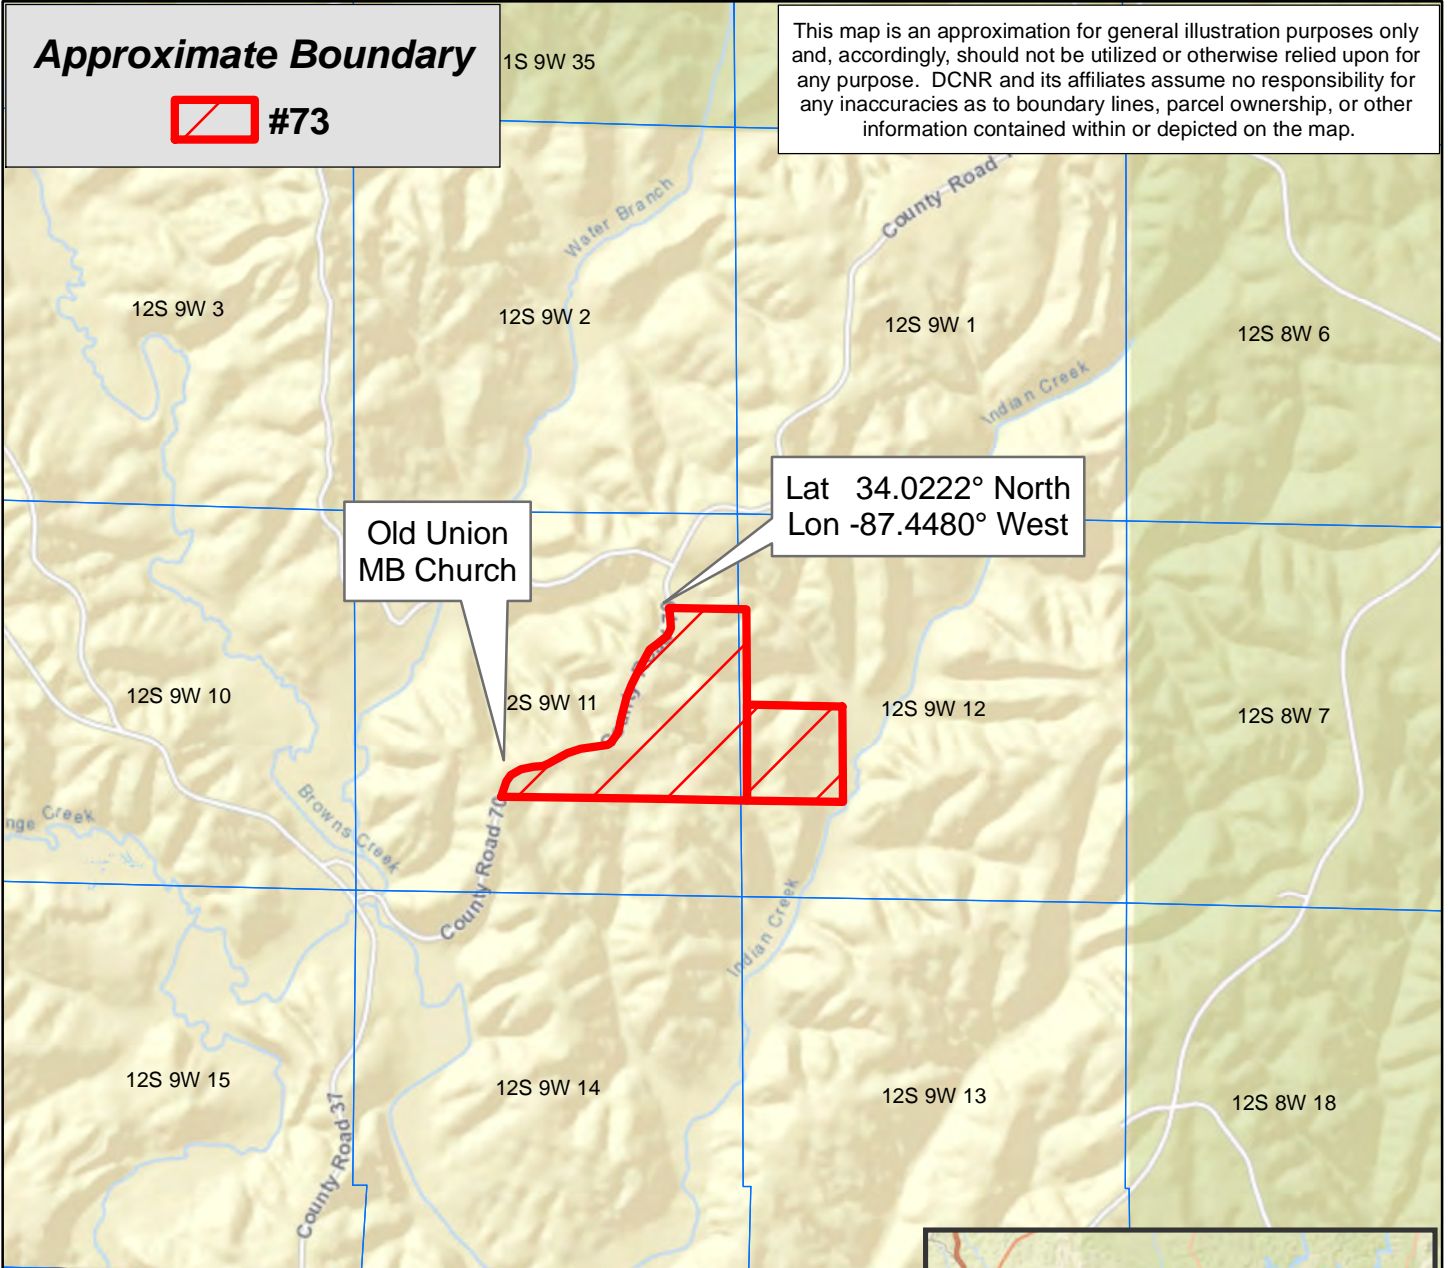 Approximate Boundary
#73
This map is an approximation for general illustration purposes only
and, accordingly, should not be utilized or otherwise relied upon for
any purpose. DCNR and its affiliates assume no responsibility for
any inaccuracies as to boundary lines, parcel ownership, or other
information contained within or depicted on the map.
1S 9W 35
County Road
Water Branch
12S 9W 3
12S 9W 2
12S 9W 1
12S 8W 6
Indian Creek
Lat 34.0222° North
Lon -87.4480° West
Old Union
MB Church
12S 9W 10
2S 9W 11
12S 9W 12
12S 8W 7
Browns Creek
nge Creek
County Road 70
Indian Creek
12S 9W 15
12S 9W 14
12S 9W 13
12S 8W 18
County Road 37